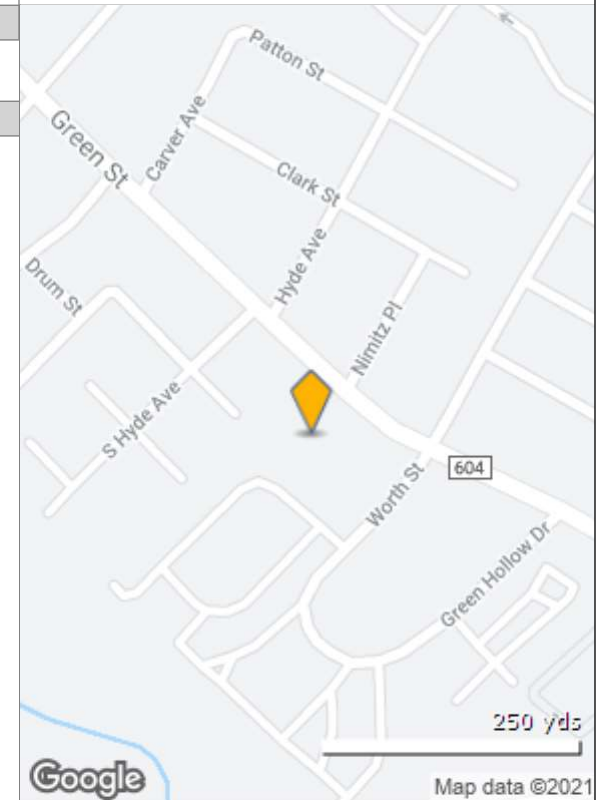 Patton St
Green St
Carver Ave
Clark St
Hyde Ave
Drum St
Nimitz Pl
S Hyde Ave
604
Worth St
Green Hollow Dr
250 yds
Google
Map data ©2021